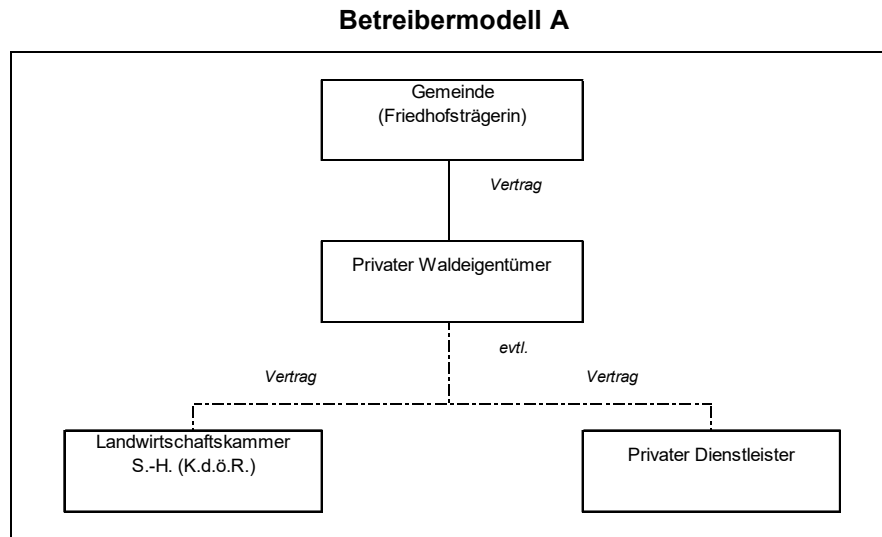 Betreibermodell A
Gemeinde
(Friedhofsträgerin)
Vertrag
Privater Waldeigentümer
evtl.
Vertrag
Vertrag
Landwirtschaftskammer
S.-H. (K.d.ö.R.)
Privater Dienstleister